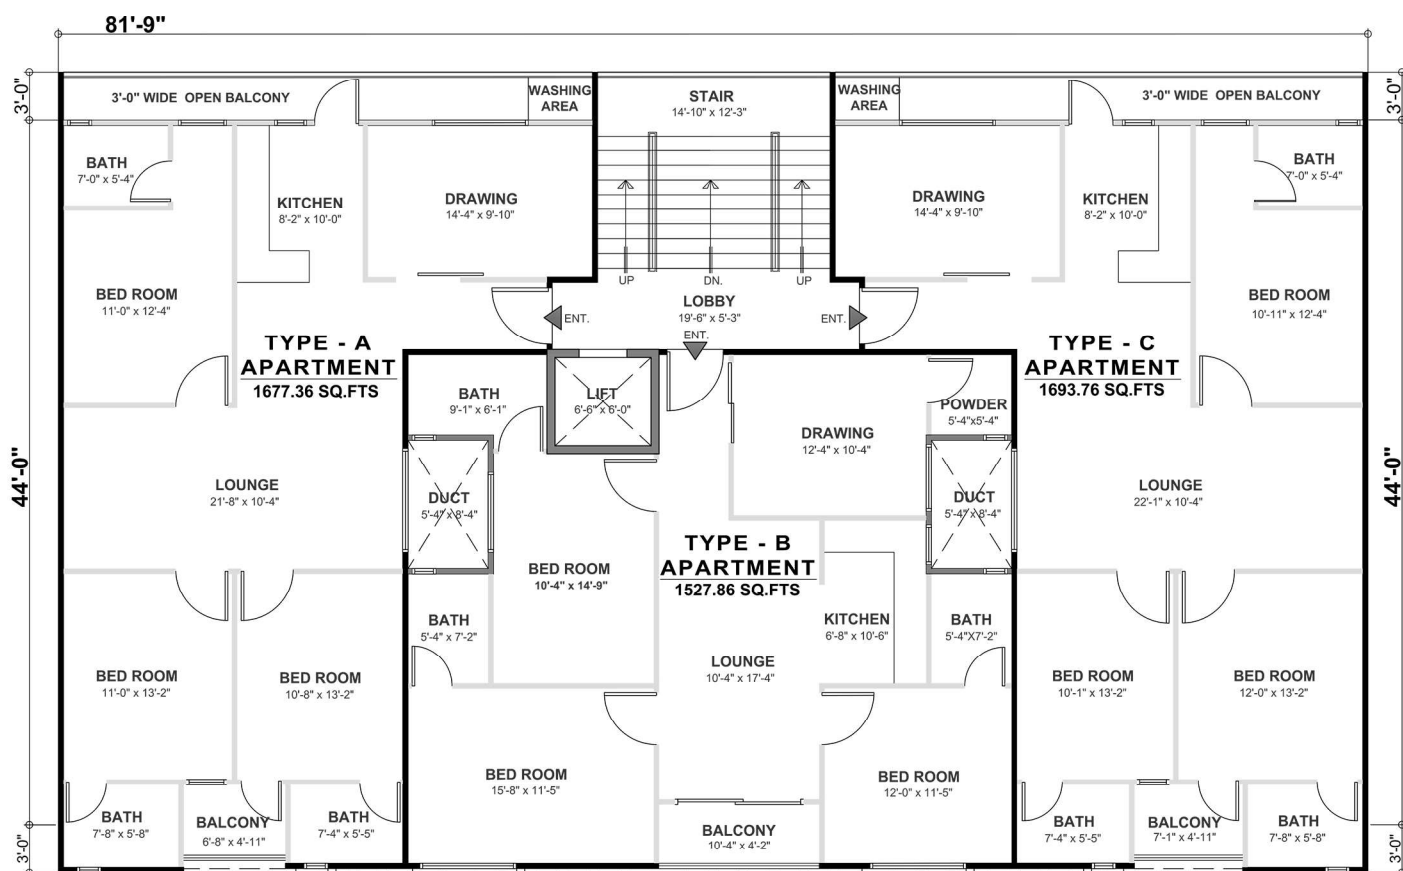 81'-9"
3'-0"
3'-0" WIDE OPEN BALCONY
WASHING
AREA
STAIR
14'-10" x 12'-3"
WASHING
AREA
3'-0" WIDE OPEN BALCONY
3'-0"
BATH
7'-0" x 5'-4"
KITCHEN
8'-2" x 10'-0"
DRAWING
14'-4" x 9'-10"
DRAWING
14'-4" x 9'-10"
KITCHEN
8'-2" x 10'-0"
BATH
7'-0" x 5'-4"
UP
DN.
UP
BED ROOM
11'-0" x 12'-4"
LOBBY
19'-6" x 5'-3"
ENT.
ENT.
ENT.
BED ROOM
10'-11" x 12'-4"
TYPE - A
APARTMENT
1677.36 SQ.FTS
TYPE - C
APARTMENT
1693.76 SQ.FTS
BATH
9'-1" x 6'-1"
LIFT
6'-6" x 6'-0"
POWDER
5'-4"x5'-4"
DRAWING
12'-4" x 10'-4"
44'-0"
LOUNGE
21'-8" x 10'-4"
DUCT
5'-4" x 8'-4"
DUCT
5'-4" x 8'-4"
LOUNGE
22'-1" x 10'-4"
44'-0"
TYPE - B
APARTMENT
1527.86 SQ.FTS
BED ROOM
10'-4" x 14'-9"
BATH
5'-4" x 7'-2"
KITCHEN
6'-8" x 10'-6"
BATH
5'-4"X7'-2"
LOUNGE
10'-4" x 17'-4"
BED ROOM
11'-0" x 13'-2"
BED ROOM
10'-8" x 13'-2"
BED ROOM
10'-1" x 13'-2"
BED ROOM
12'-0" x 13'-2"
BED ROOM
15'-8" x 11'-5"
BED ROOM
12'-0" x 11'-5"
BATH
7'-8" x 5'-8"
BALCONY
6'-8" x 4'-11"
BATH
7'-4" x 5'-5"
BALCONY
10'-4" x 4'-2"
BATH
7'-4" x 5'-5"
BALCONY
7'-1" x 4'-11"
BATH
7'-8" x 5'-8"
3'-0"
3'-0"